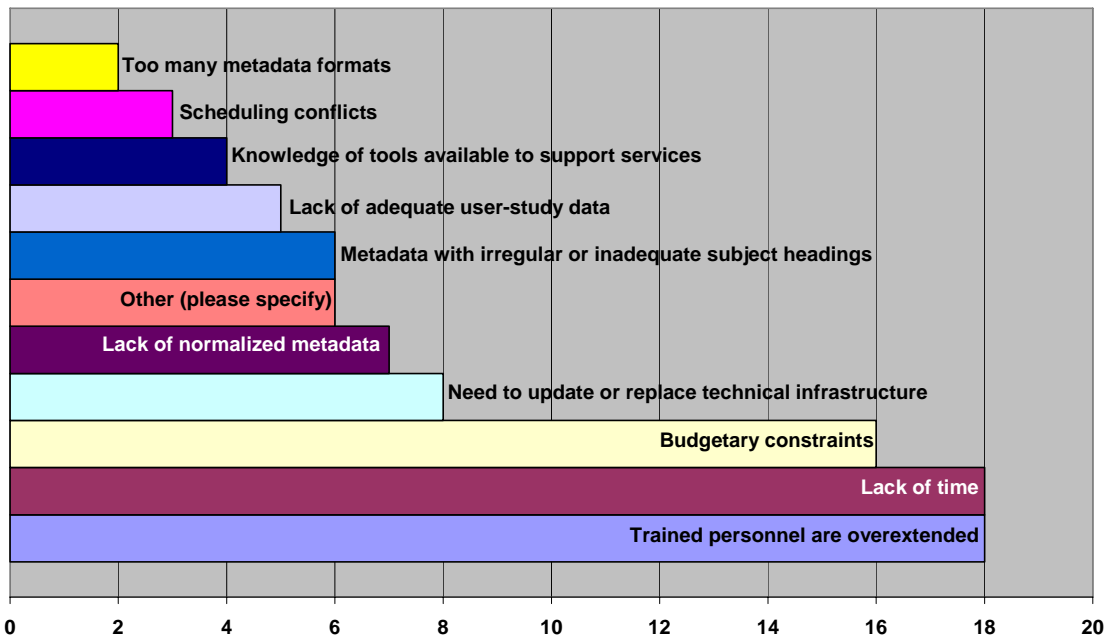 Too many metadata formats
Scheduling conflicts
Knowledge of tools available to support services
Lack of adequate user-study data
Metadata with irregular or inadequate subject headings
Other (please specify)
Lack of normalized metadata
Need to update or replace technical infrastructure
Budgetary constraints
Lack of time
Trained personnel are overextended
0 2 4 6 8 10 12 14 16 18 20